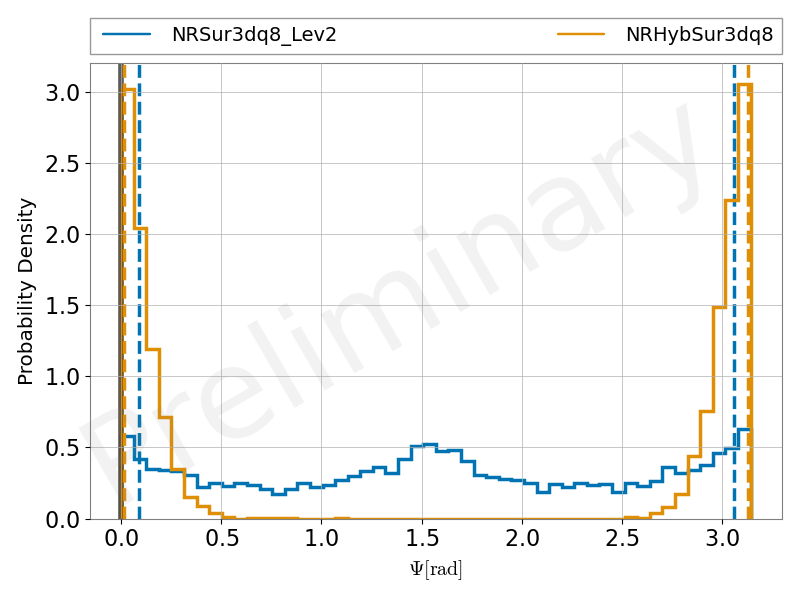 NRSur3dq8_Lev2 NRHybSur3dq8
3.0
2.5
2.0
1.5
1.0
0.5
0.0
Probability Density
Preliminary
0.0 0.5 1.0 1.5 2.0 2.5 3.0
Ψ[rad]